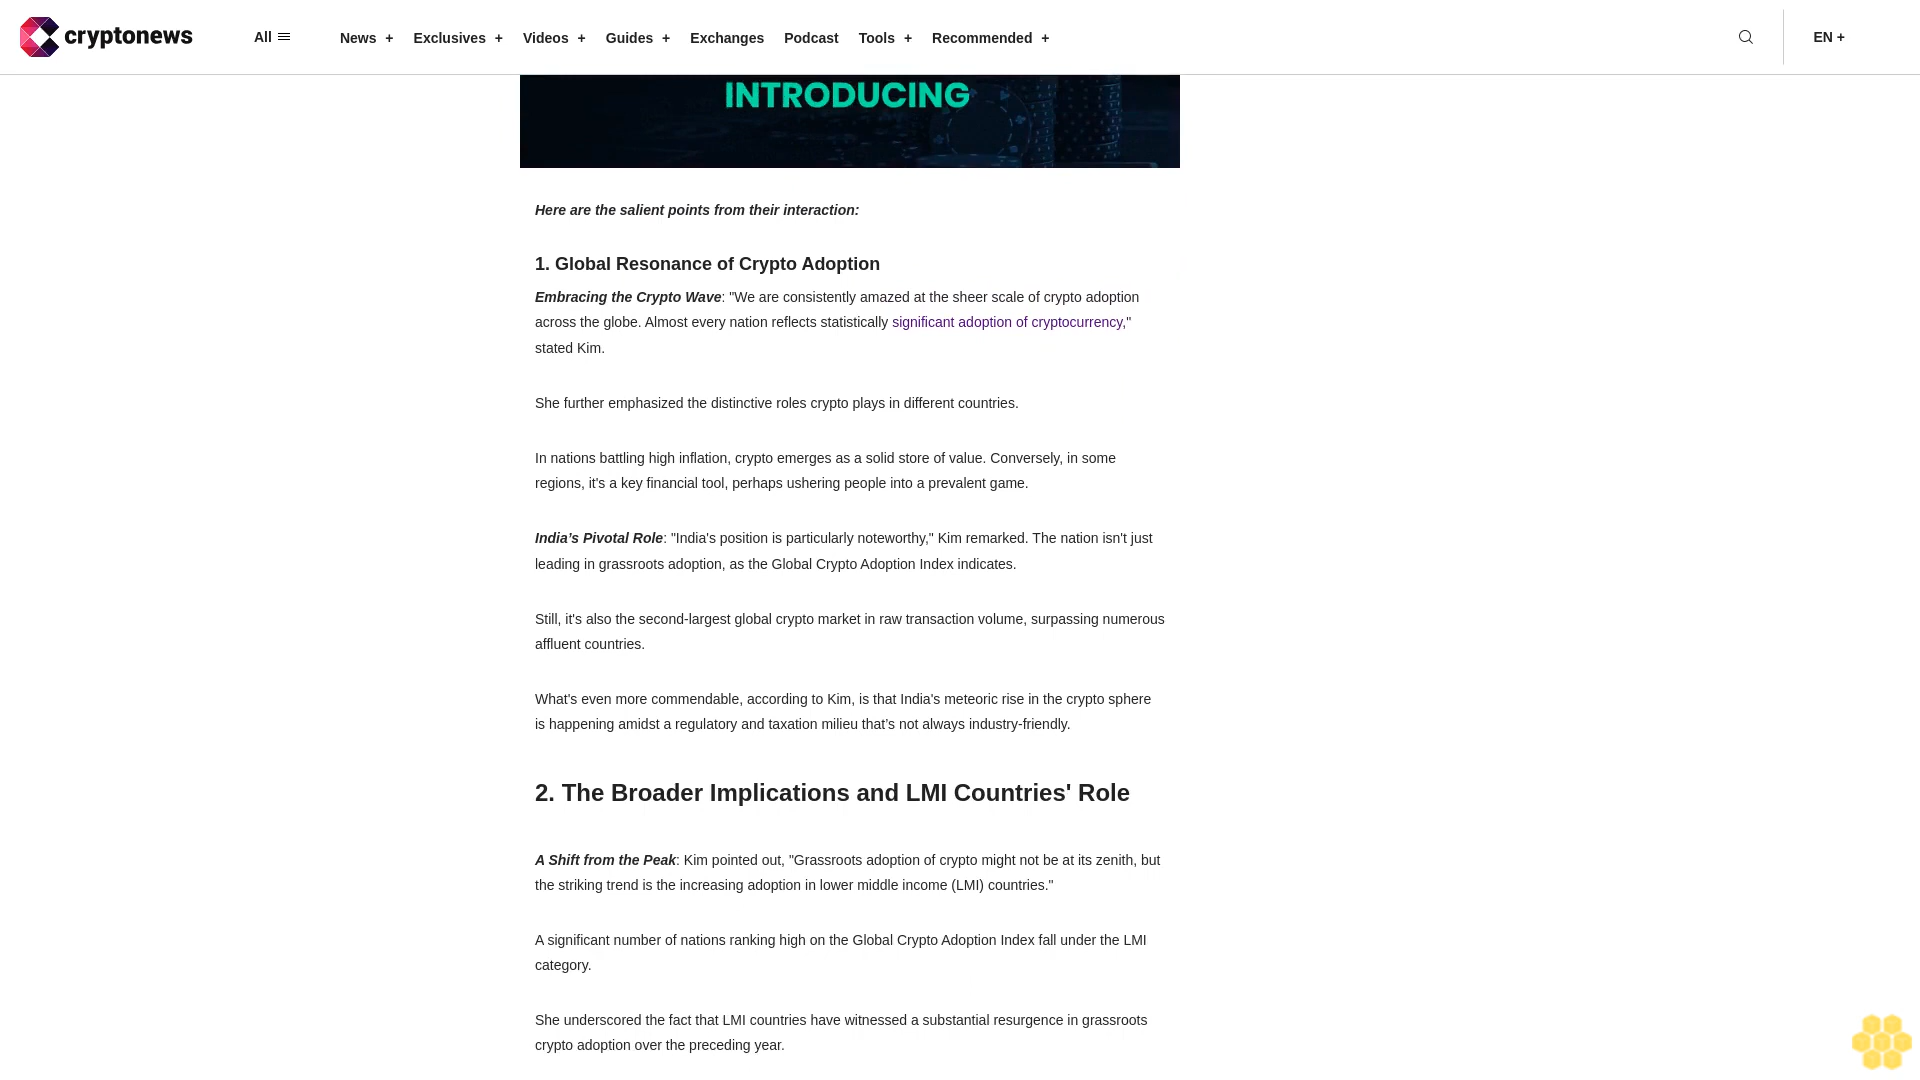 cryptonews
All
News +
Exclusives +
Videos +
Guides +
Exchanges
Podcast
Tools +
Recommended +
EN +
INTRODUCING
Here are the salient points from their interaction:
1. Global Resonance of Crypto Adoption
Embracing the Crypto Wave: "We are consistently amazed at the sheer scale of crypto adoption
across the globe. Almost every nation reflects statistically significant adoption of cryptocurrency,"
stated Kim.
She further emphasized the distinctive roles crypto plays in different countries.
In nations battling high inflation, crypto emerges as a solid store of value. Conversely, in some
regions, it's a key financial tool, perhaps ushering people into a prevalent game.
India’s Pivotal Role: "India's position is particularly noteworthy," Kim remarked. The nation isn't just
leading in grassroots adoption, as the Global Crypto Adoption Index indicates.
Still, it's also the second-largest global crypto market in raw transaction volume, surpassing numerous
affluent countries.
What's even more commendable, according to Kim, is that India's meteoric rise in the crypto sphere
is happening amidst a regulatory and taxation milieu that’s not always industry-friendly.
2. The Broader Implications and LMI Countries' Role
A Shift from the Peak: Kim pointed out, "Grassroots adoption of crypto might not be at its zenith, but
the striking trend is the increasing adoption in lower middle income (LMI) countries."
A significant number of nations ranking high on the Global Crypto Adoption Index fall under the LMI
category.
She underscored the fact that LMI countries have witnessed a substantial resurgence in grassroots
crypto adoption over the preceding year.